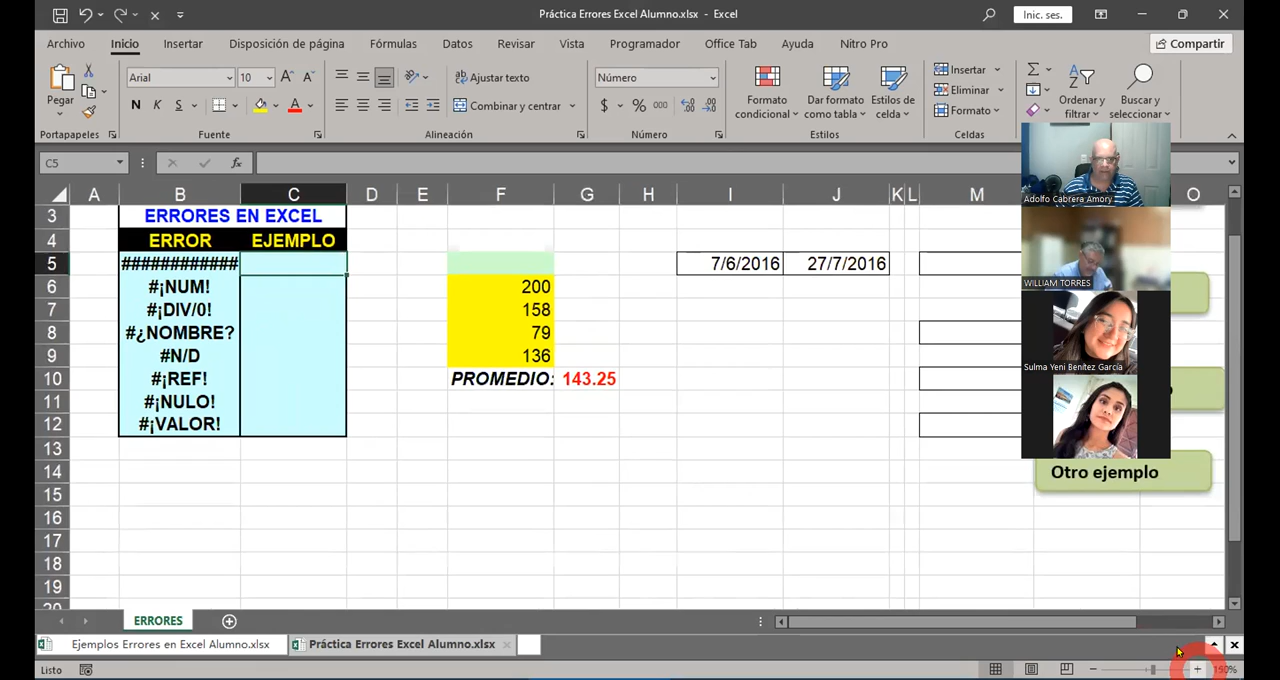 Práctica Errores Excel Alumno.xlsx - Excel
Inic. ses.
Archivo Inicio Insertar Disposición de página Fórmulas Datos Revisar Vista Programador Office Tab Ayuda Nitro Pro
Compartir
Pegar
Portapapeles
Arial 10
N K S
Fuente
Ajustar texto
Combinar y centrar
Alineación
Número
$ % 000
Número
Formato condicional
Dar formato como tabla
Estilos de celda
Estilos
Insertar
Eliminar
Formato
Celdas
Ordenar y filtrar
Buscar y seleccionar
C5 fx
A B C D E F G H I J K L M O
3 ERRORES EN EXCEL
4 ERROR EJEMPLO
5 ############ 7/6/2016 27/7/2016
6 #¡NUM! 200
7 #¡DIV/0! 158
8 #¿NOMBRE? 79
9 #N/D 136
10 #¡REF! PROMEDIO: 143.25
11 #¡NULO!
12 #¡VALOR!
13
14 Otro ejemplo
15
16
17
18
19
20
Adolfo Cabrera Amory
WILLIAM TORRES
Sulma Yeni Benítez García
ERRORES
Ejemplos Errores en Excel Alumno.xlsx Práctica Errores Excel Alumno.xlsx
Listo